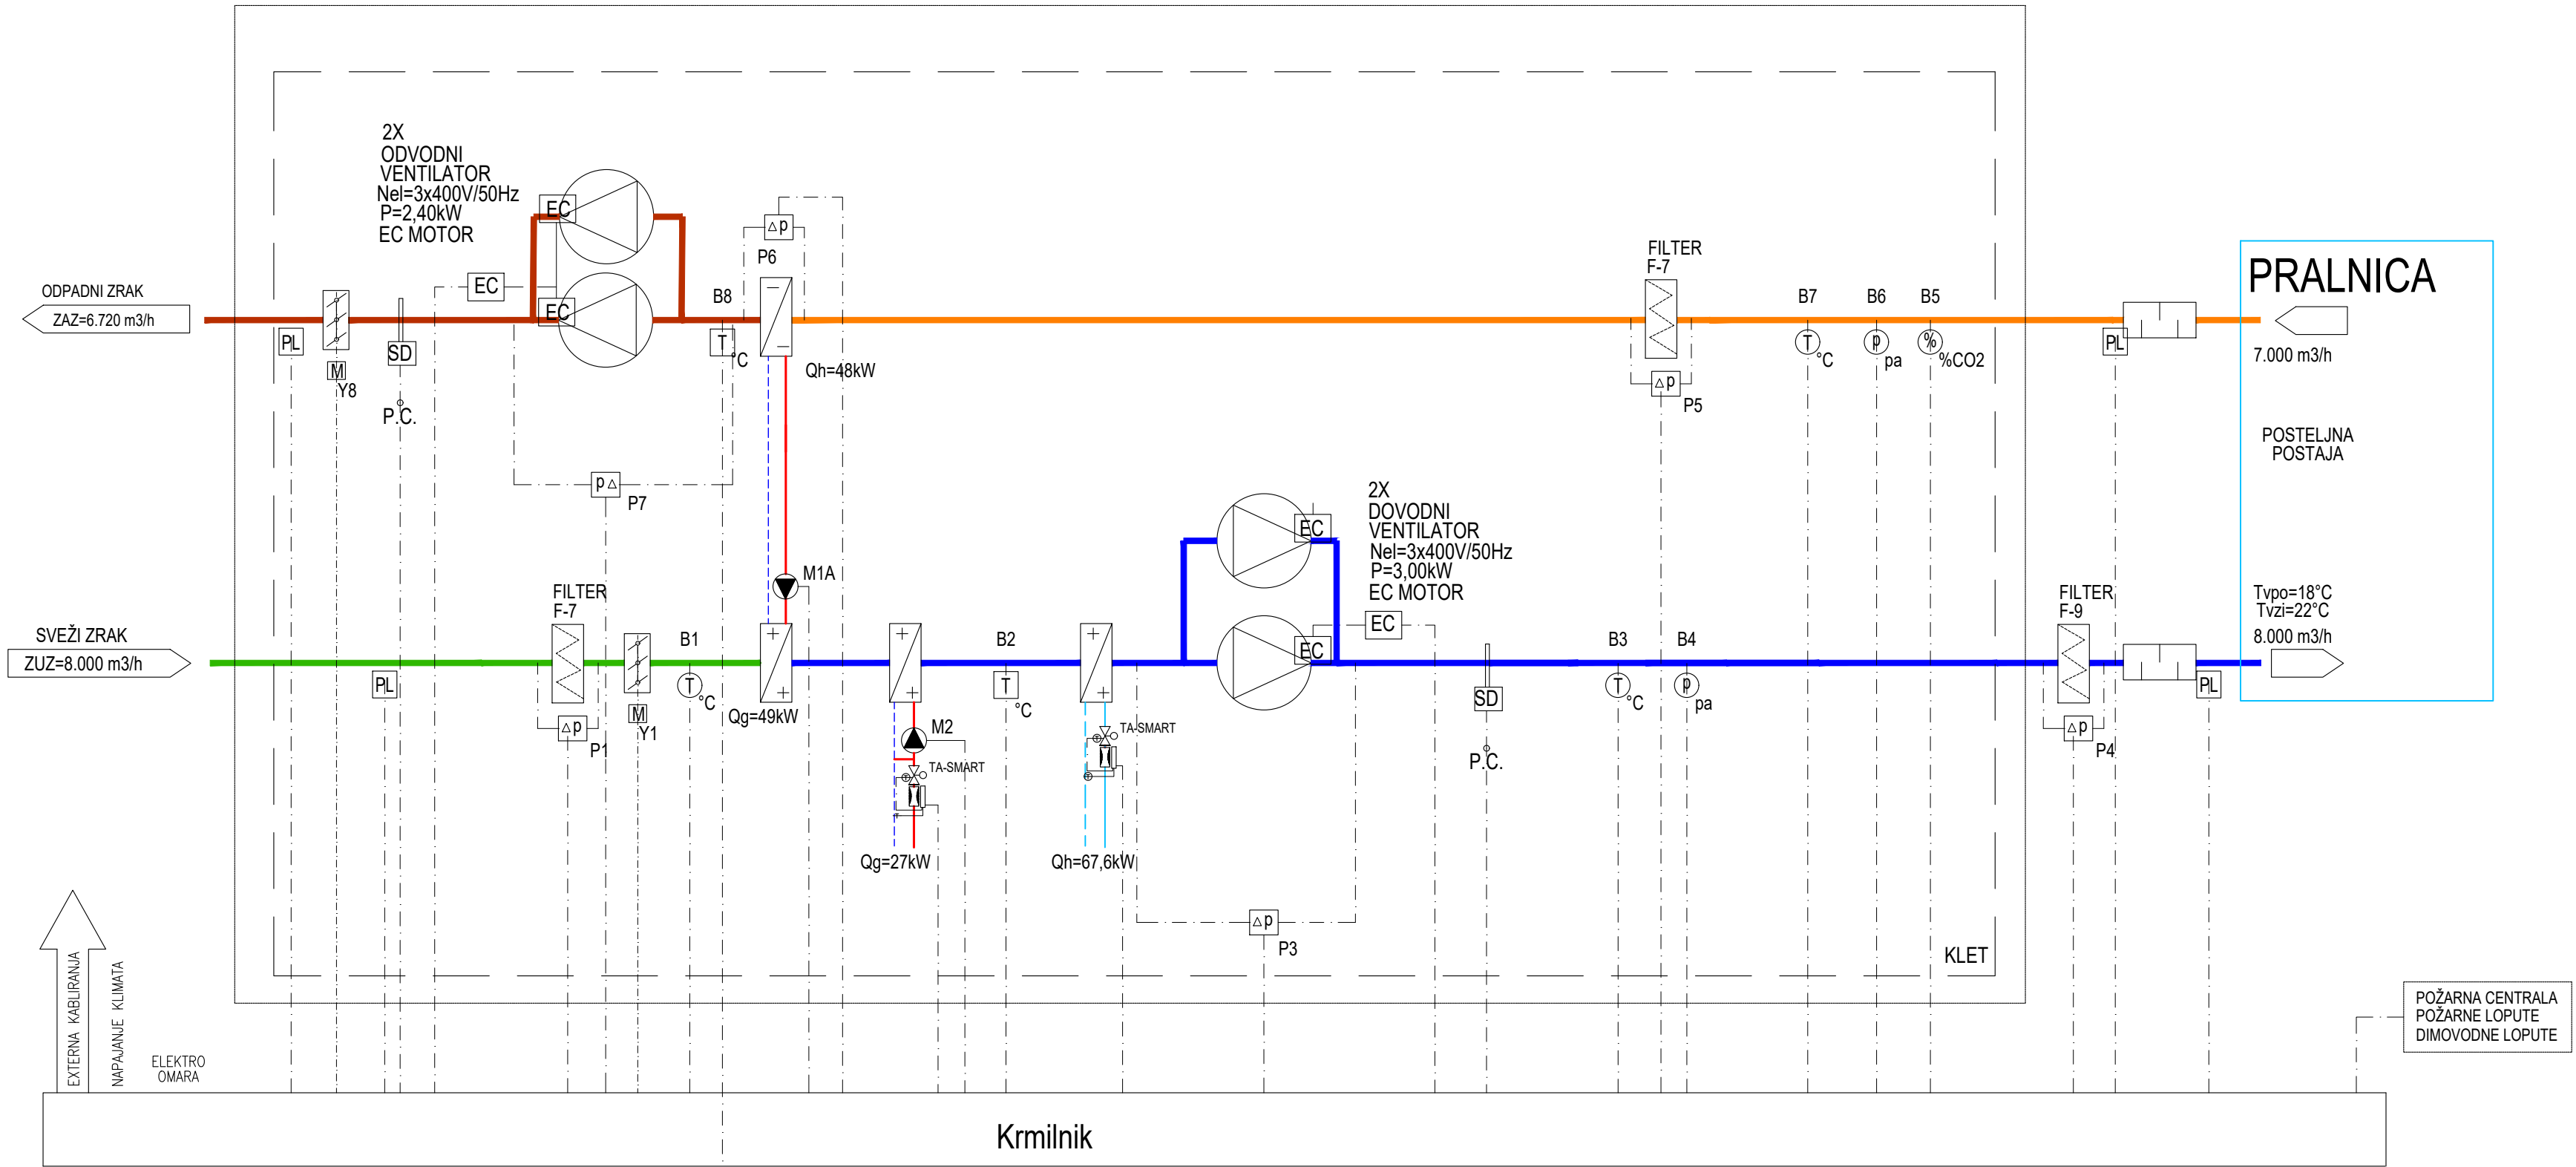 2X
ODVODNI
VENTILATOR
Nel=3x400V/50Hz
P=2,40kW
EC MOTOR
EC
EC
EC
△p
P6
B8
T
°C
Qh=48kW
ODPADNI ZRAK
ZAZ=6.720 m3/h
PL
M
Y8
SD
P.C.
p△
P7
FILTER
F-7
△p
P5
B7
T
°C
B6
p
pa
B5
%
%CO2
PL
PRALNICA
7.000 m3/h
POSTELJNA
POSTAJA
Tvpo=18°C
Tvzi=22°C
8.000 m3/h
SVEŽI ZRAK
ZUZ=8.000 m3/h
PL
FILTER
F-7
△p
P1
M
Y1
B1
T
°C
M1A
+
+
Qg=49kW
+
+
M2
TA-SMART
Qg=27kW
B2
T
°C
+
+
TA-SMART
Qh=67,6kW
2X
DOVODNI
VENTILATOR
Nel=3x400V/50Hz
P=3,00kW
EC MOTOR
EC
EC
EC
△p
P3
SD
P.C.
B3
T
°C
B4
p
pa
FILTER
F-9
△p
P4
PL
KLET
EXTERNA KABLIRANJA
NAPAJANJE KLIMATA
ELEKTRO
OMARA
POŽARNA CENTRALA
POŽARNE LOPUTE
DIMOVODNE LOPUTE
Krmilnik